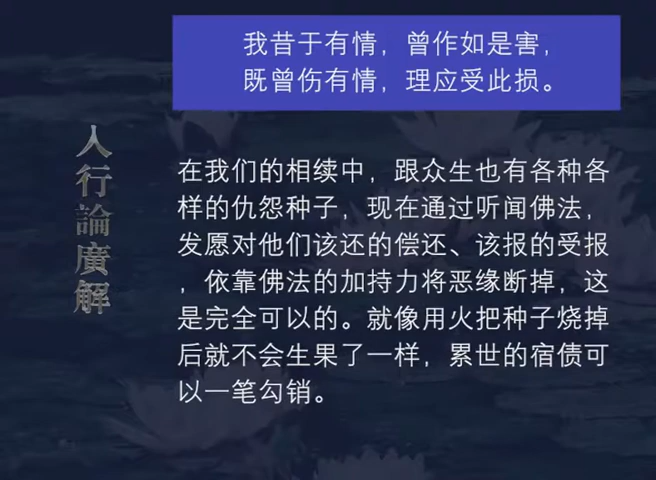 我昔于有情，曾作如是害，
既曾伤有情，理应受此损。
入行論廣解
在我们的相续中，跟众生也有各种各
样的仇怨种子，现在通过听闻佛法，
发愿对他们该还的偿还、该报的受报
，依靠佛法的加持力将恶缘断掉，这
是完全可以的。就像用火把种子烧掉
后就不会生果了一样，累世的宿债可
以一笔勾销。